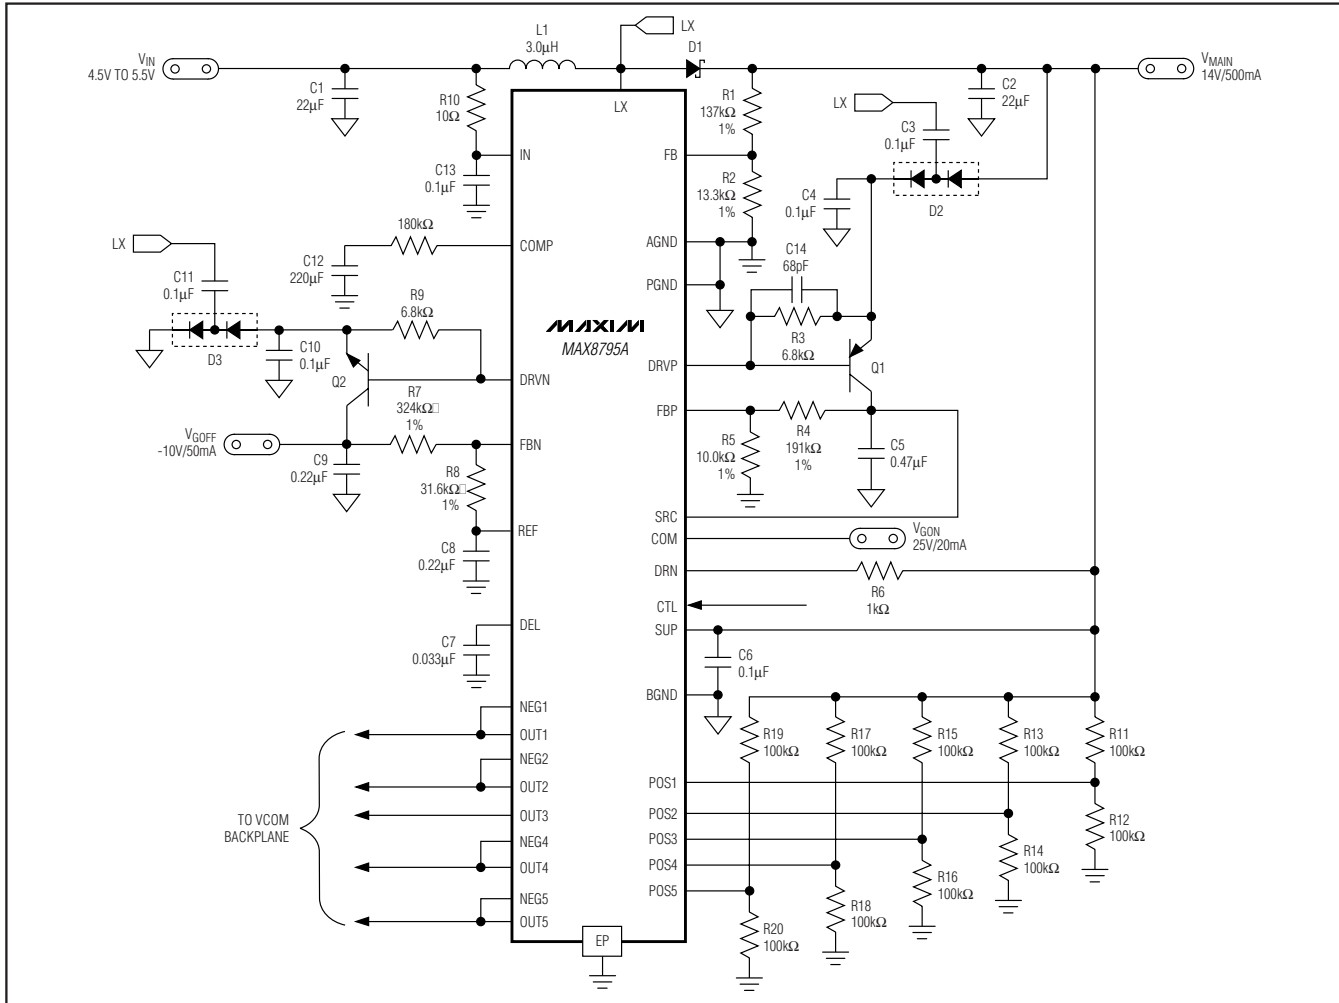 LX
L1
3.0μH
D1
VIN
4.5V TO 5.5V
VMAIN
14V/500mA
C1
22μF
R10
10Ω
LX
R1
137kΩ
1%
LX
C2
22μF
C3
0.1μF
IN
FB
C13
0.1μF
R2
13.3kΩ
1%
C4
0.1μF
D2
180kΩ
COMP
AGND
LX
C12
220μF
C14
68pF
C11
0.1μF
PGND
R9
6.8kΩ
MAXIM
MAX8795A
R3
6.8kΩ
D3
C10
0.1μF
Q2
DRVN
DRVP
Q1
R7
324kΩ□
1%
FBP
R4
191kΩ
1%
VGOFF
-10V/50mA
FBN
R5
10.0kΩ
1%
C5
0.47μF
C9
0.22μF
R8
31.6kΩ□
1%
SRC
REF
COM
VGON
25V/20mA
C8
0.22μF
DRN
R6
1kΩ
CTL
DEL
SUP
C7
0.033μF
C6
0.1μF
BGND
NEG1
OUT1
R19
100kΩ
R17
100kΩ
R15
100kΩ
R13
100kΩ
R11
100kΩ
NEG2
OUT2
POS1
OUT3
POS2
R12
100kΩ
TO VCOM
BACKPLANE
NEG4
OUT4
POS3
R14
100kΩ
POS4
R16
100kΩ
POS5
NEG5
OUT5
R18
100kΩ
R20
100kΩ
EP